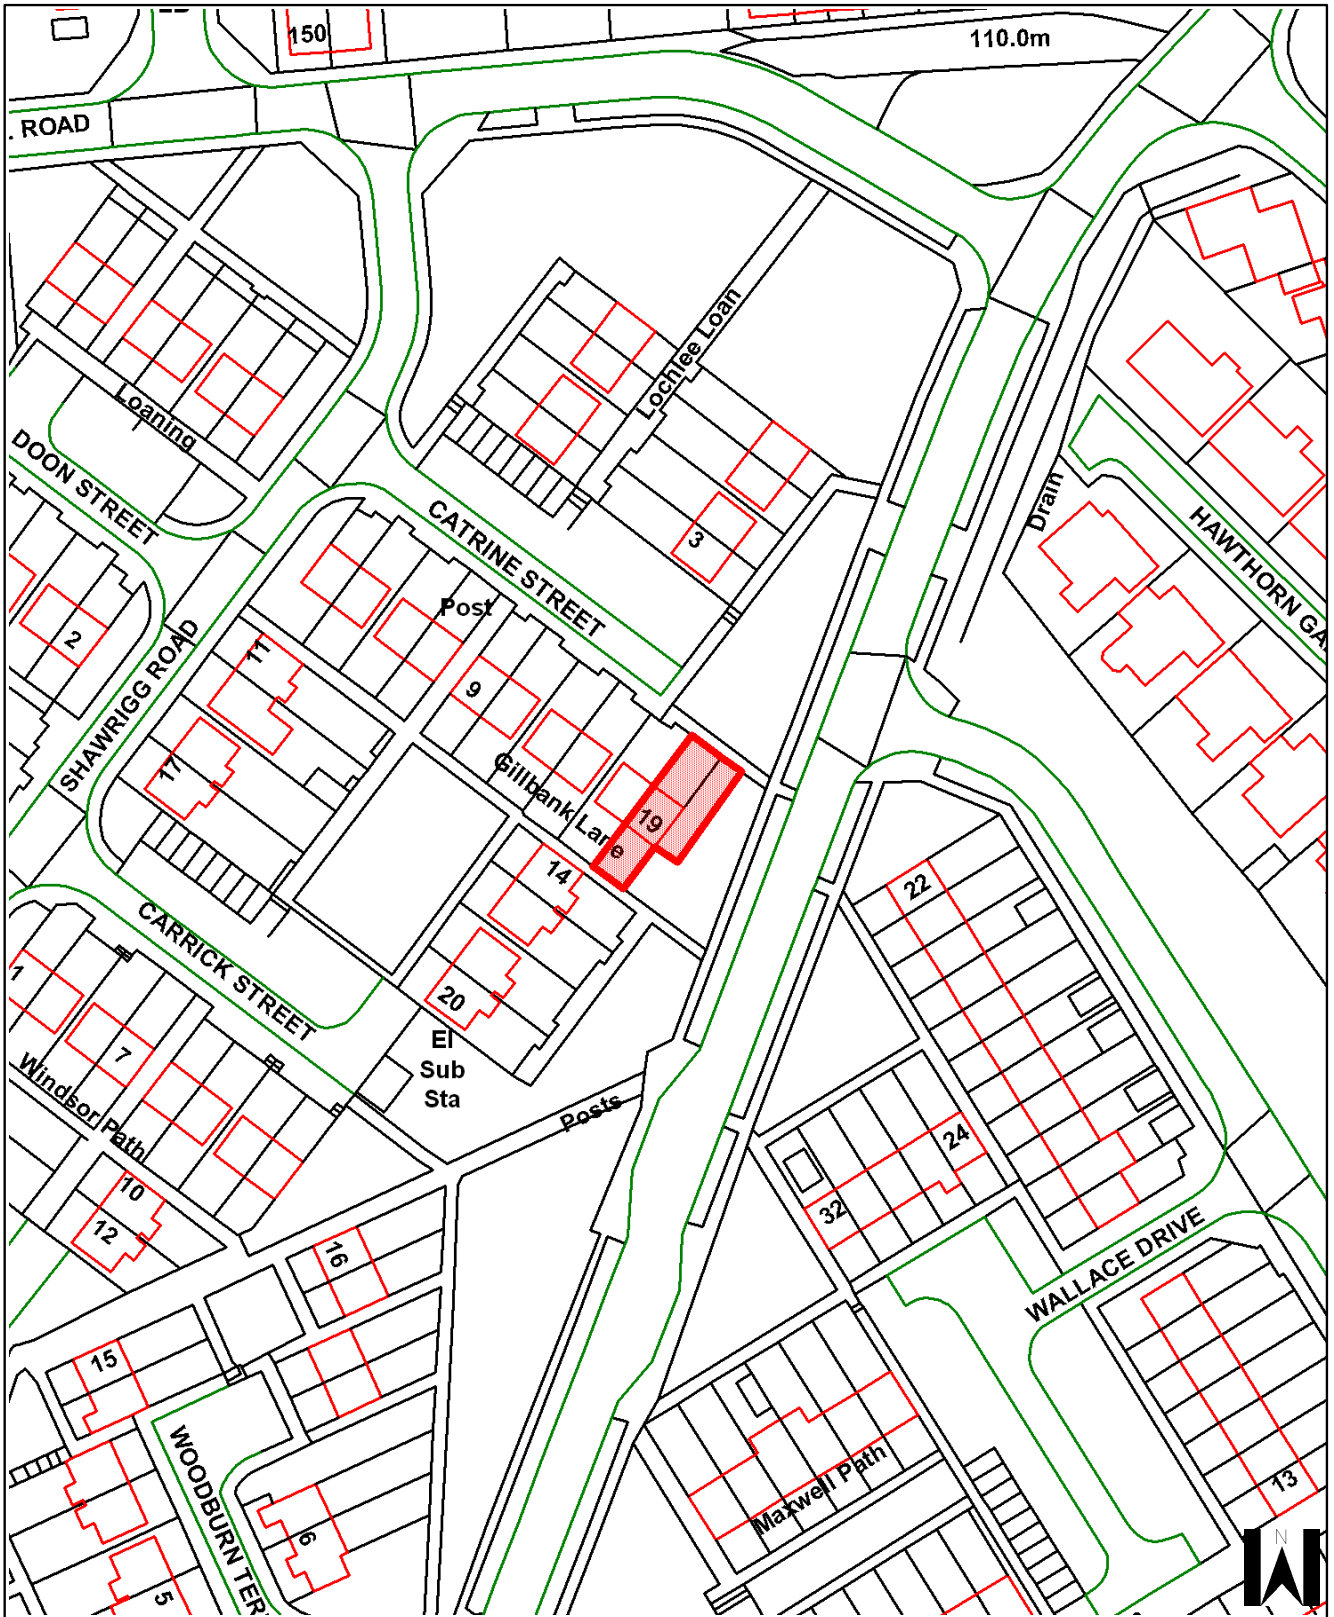 150
110.0m
. ROAD
Lochlee Loan
Loaning
DOON STREET
CATRINE STREET
3
Drain
HAWTHORN GA
Post
2
11
SHAWRIGG ROAD
9
17
Gillbank Lane
19
14
22
CARRICK STREET
1
20
El
Sub
Sta
7
Windsor Path
Posts
24
10
12
32
16
WALLACE DRIVE
15
WOODBURN TER
6
5
Maxwell Path
13
N